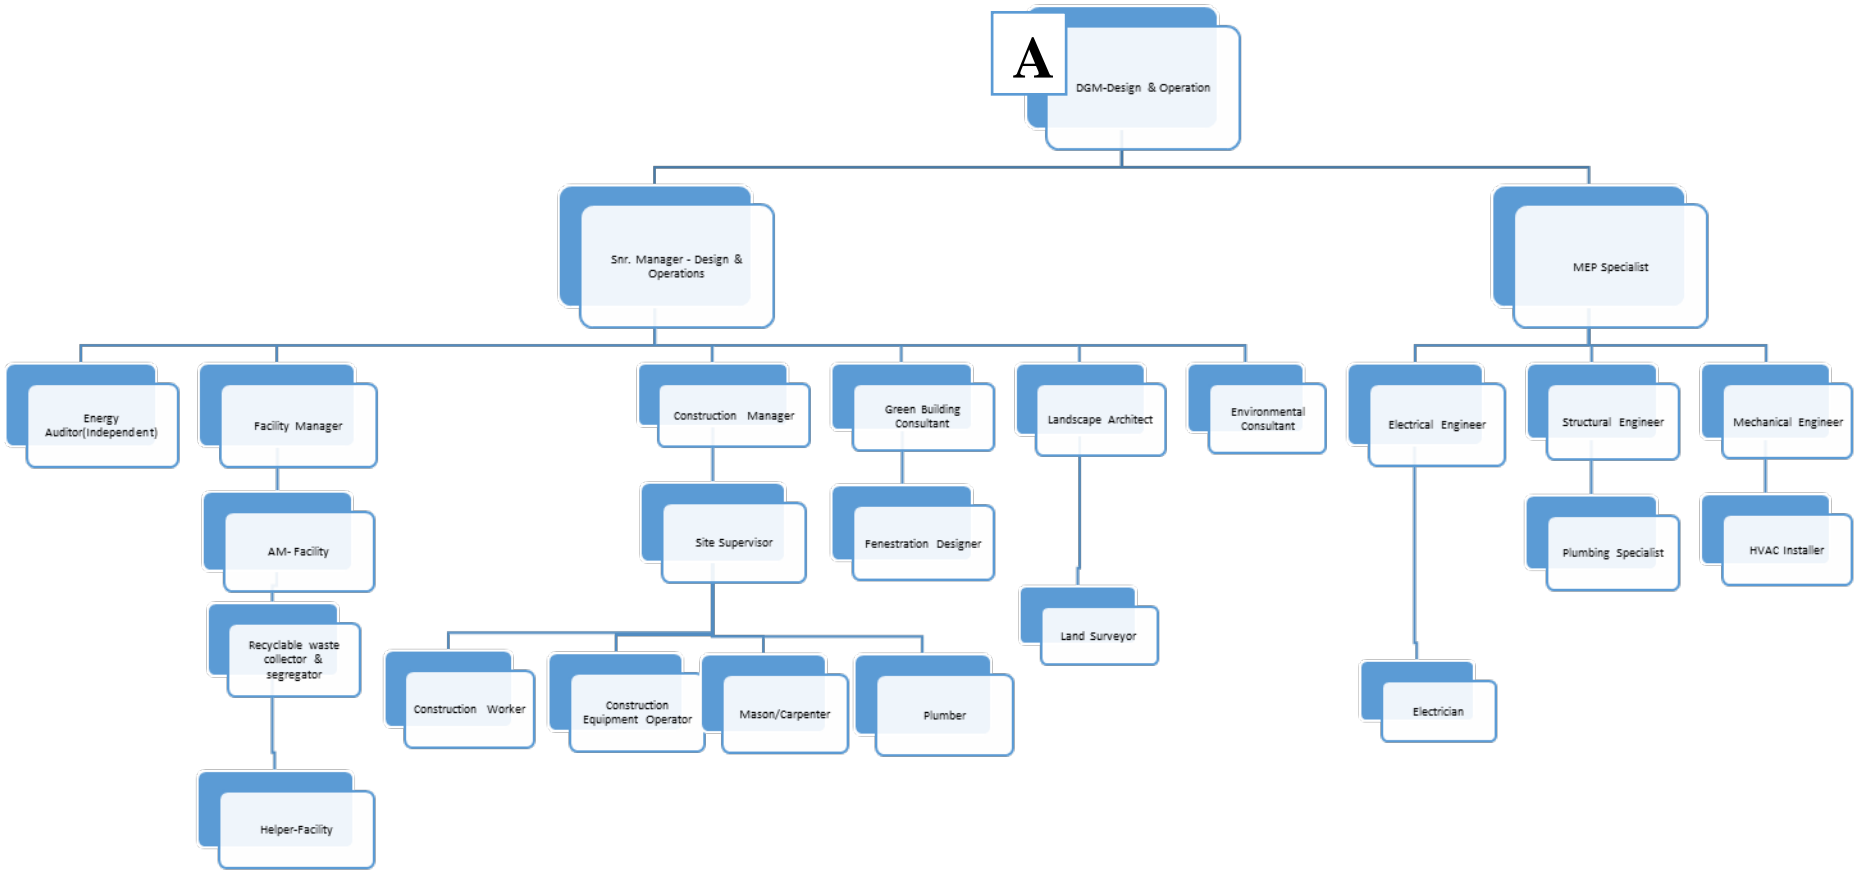 A
DGM-Design & Operation
Snr. Manager - Design &
Operations
MEP Specialist
Energy
Auditor(Independent)
Facility Manager
Construction Manager
Green Building
Consultant
Landscape Architect
Environmental
Consultant
Electrical Engineer
Structural Engineer
Mechanical Engineer
AM- Facility
Site Supervisor
Fenestration Designer
Plumbing Specialist
HVAC Installer
Recyclable waste
collector &
segregator
Land Surveyor
Construction Worker
Construction
Equipment Operator
Mason/Carpenter
Plumber
Electrician
Helper-Facility